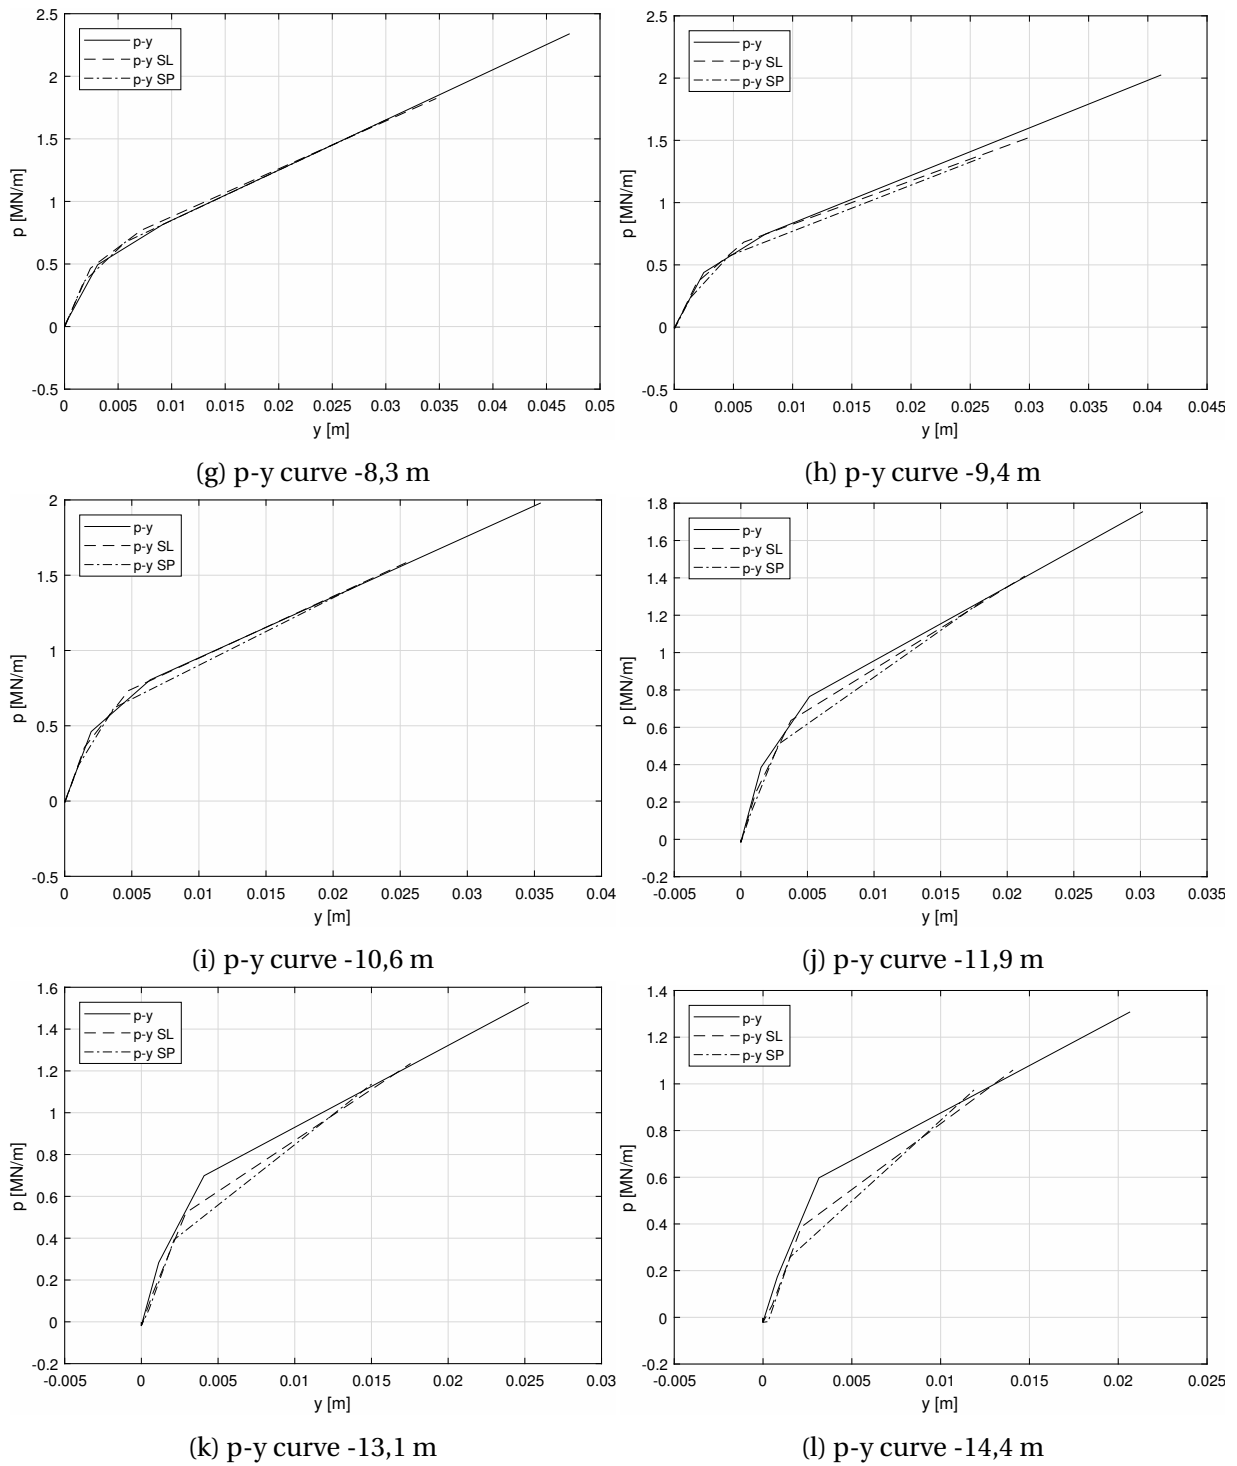 2.5
2
1.5
1
0.5
0
-0.5
p [MN/m]
p-y
p-y SL
p-y SP
0 0.005 0.01 0.015 0.02 0.025 0.03 0.035 0.04 0.045 0.05
y [m]
(g) p-y curve -8,3 m
2.5
2
1.5
1
0.5
0
-0.5
p [MN/m]
p-y
p-y SL
p-y SP
0 0.005 0.01 0.015 0.02 0.025 0.03 0.035 0.04 0.045
y [m]
(h) p-y curve -9,4 m
2
1.5
1
0.5
0
-0.5
p [MN/m]
p-y
p-y SL
p-y SP
0 0.005 0.01 0.015 0.02 0.025 0.03 0.035 0.04
y [m]
(i) p-y curve -10,6 m
1.8
1.6
1.4
1.2
1
0.8
0.6
0.4
0.2
0
-0.2
p [MN/m]
p-y
p-y SL
p-y SP
-0.005 0 0.005 0.01 0.015 0.02 0.025 0.03 0.035
y [m]
(j) p-y curve -11,9 m
1.6
1.4
1.2
1
0.8
0.6
0.4
0.2
0
-0.2
p [MN/m]
p-y
p-y SL
p-y SP
-0.005 0 0.005 0.01 0.015 0.02 0.025 0.03
y [m]
(k) p-y curve -13,1 m
1.4
1.2
1
0.8
0.6
0.4
0.2
0
-0.2
p [MN/m]
p-y
p-y SL
p-y SP
-0.005 0 0.005 0.01 0.015 0.02 0.025
y [m]
(l) p-y curve -14,4 m